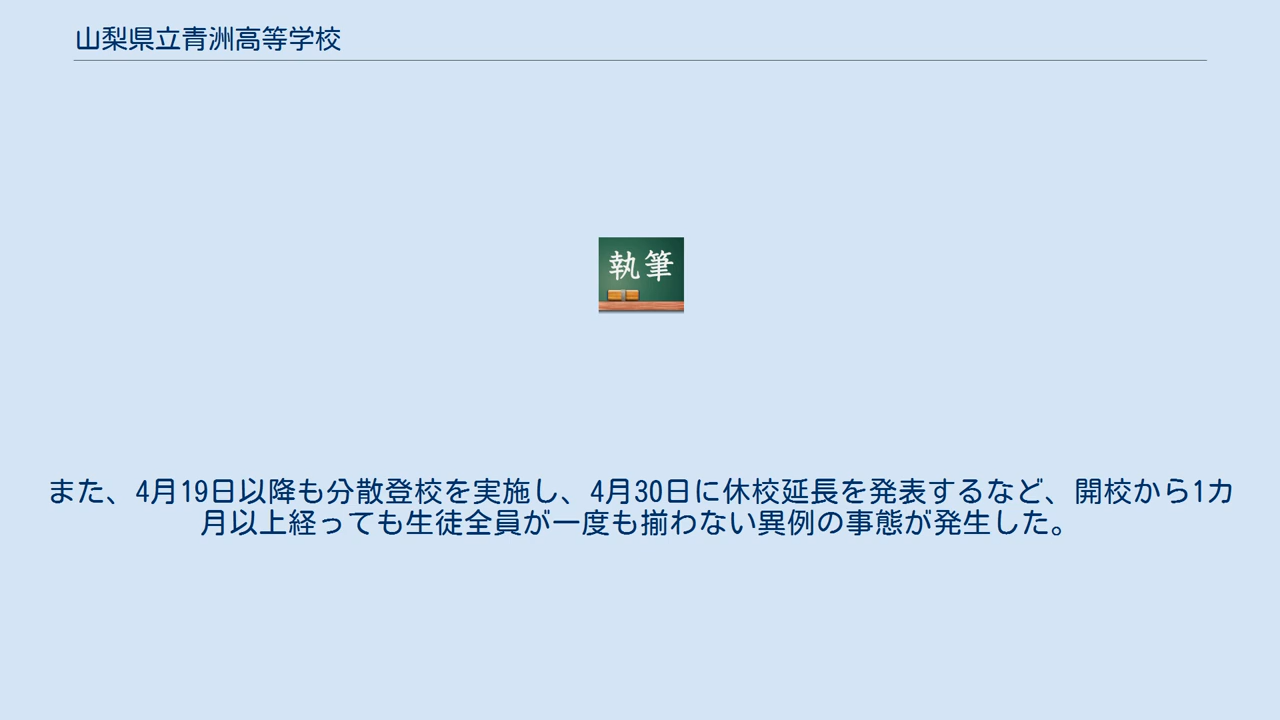 山梨県立青洲高等学校
執筆
また、4月19日以降も分散登校を実施し、4月30日に休校延長を発表するなど、開校から1カ
月以上経っても生徒全員が一度も揃わない異例の事態が発生した。